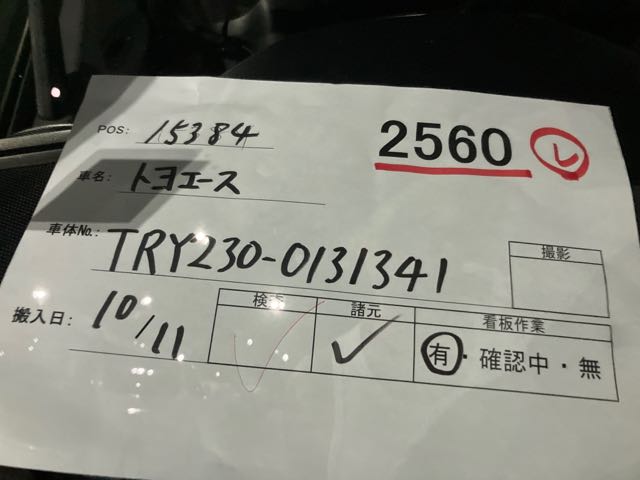 POS: 15384
2560 レ
車名: トヨエース
車体No.: TRY230-0131341
撮影
搬入日: 10/11
検査 諸元 看板作業
✓ ✓ 有・確認中・無